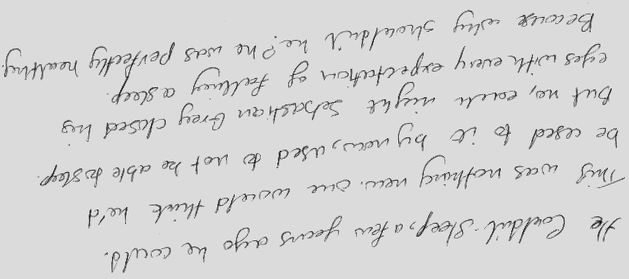 He Couldn't Sleep, a few years ago he could.
This was nothing new. One would think he'd
be used to it by now, used to not be able to sleep.
But no, each night Sebastian Grey closed his
eyes with every expectation of falling asleep.
Because why shouldn't he? he was perfectly healthy.